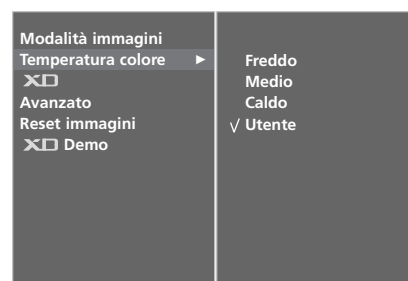 Modalità immagini
Temperatura colore ►
XD
Avanzato
Reset immagini
XD Demo
Freddo
Medio
Caldo
√ Utente